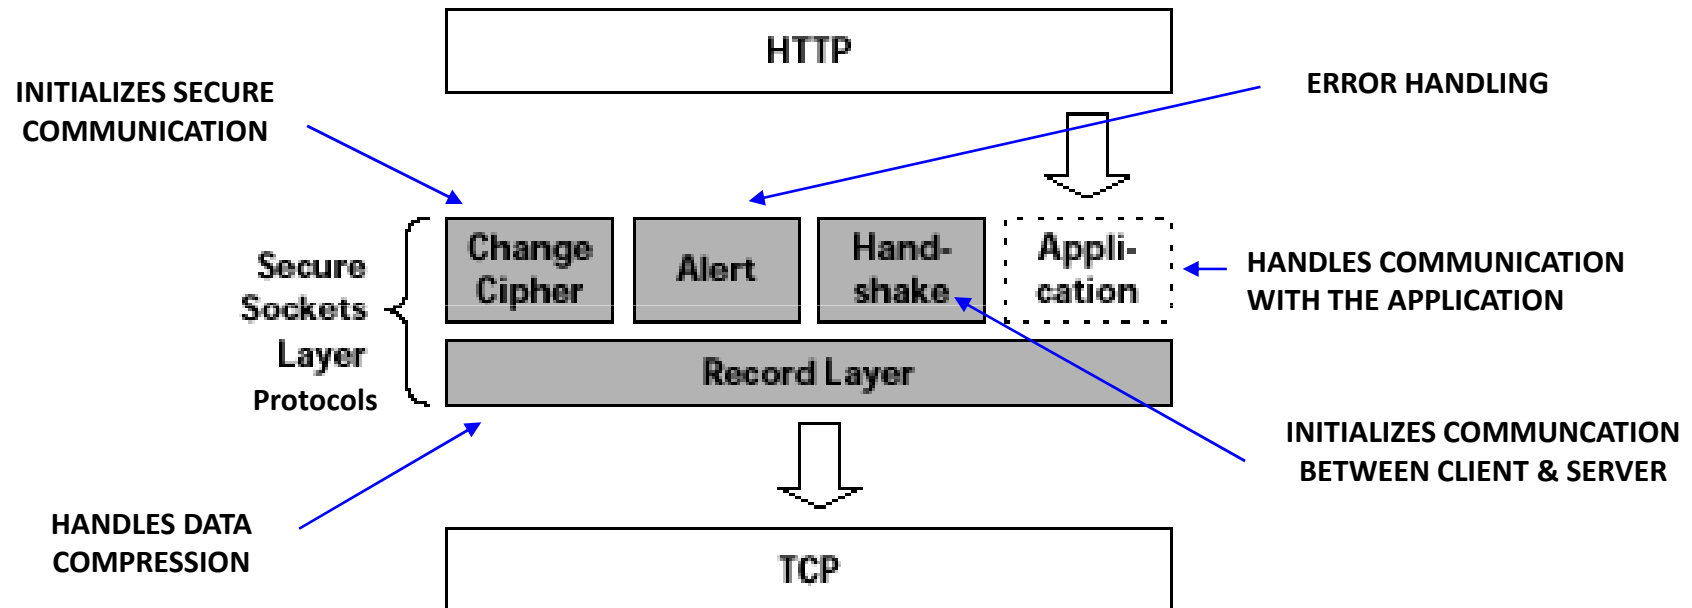 HTTP
INITIALIZES SECURE
COMMUNICATION
ERROR HANDLING
Secure
Sockets
Layer
Protocols
Change
Cipher
Alert
Hand-
shake
Appli-
cation
HANDLES COMMUNICATION
WITH THE APPLICATION
Record Layer
INITIALIZES COMMUNCATION
BETWEEN CLIENT & SERVER
HANDLES DATA
COMPRESSION
TCP